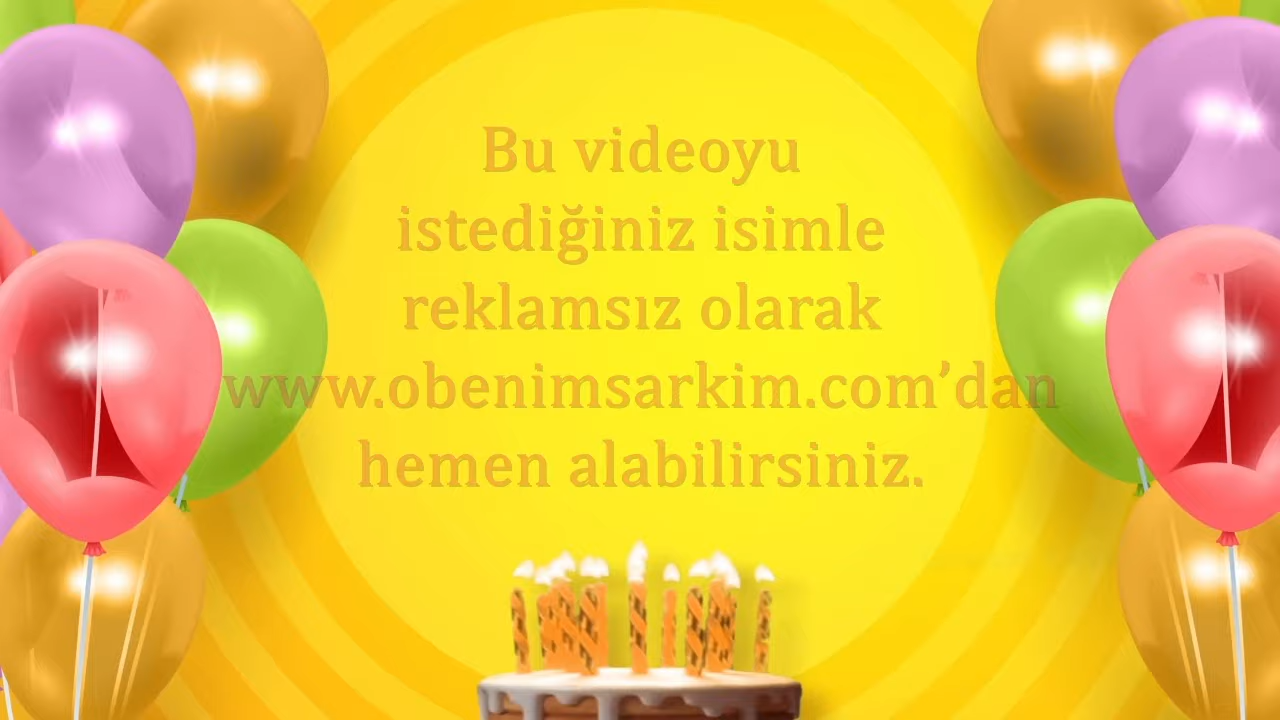 Bu videoyu
istediğiniz isimle
reklamsız olarak
www.obenimsarkim.com’dan
hemen alabilirsiniz.